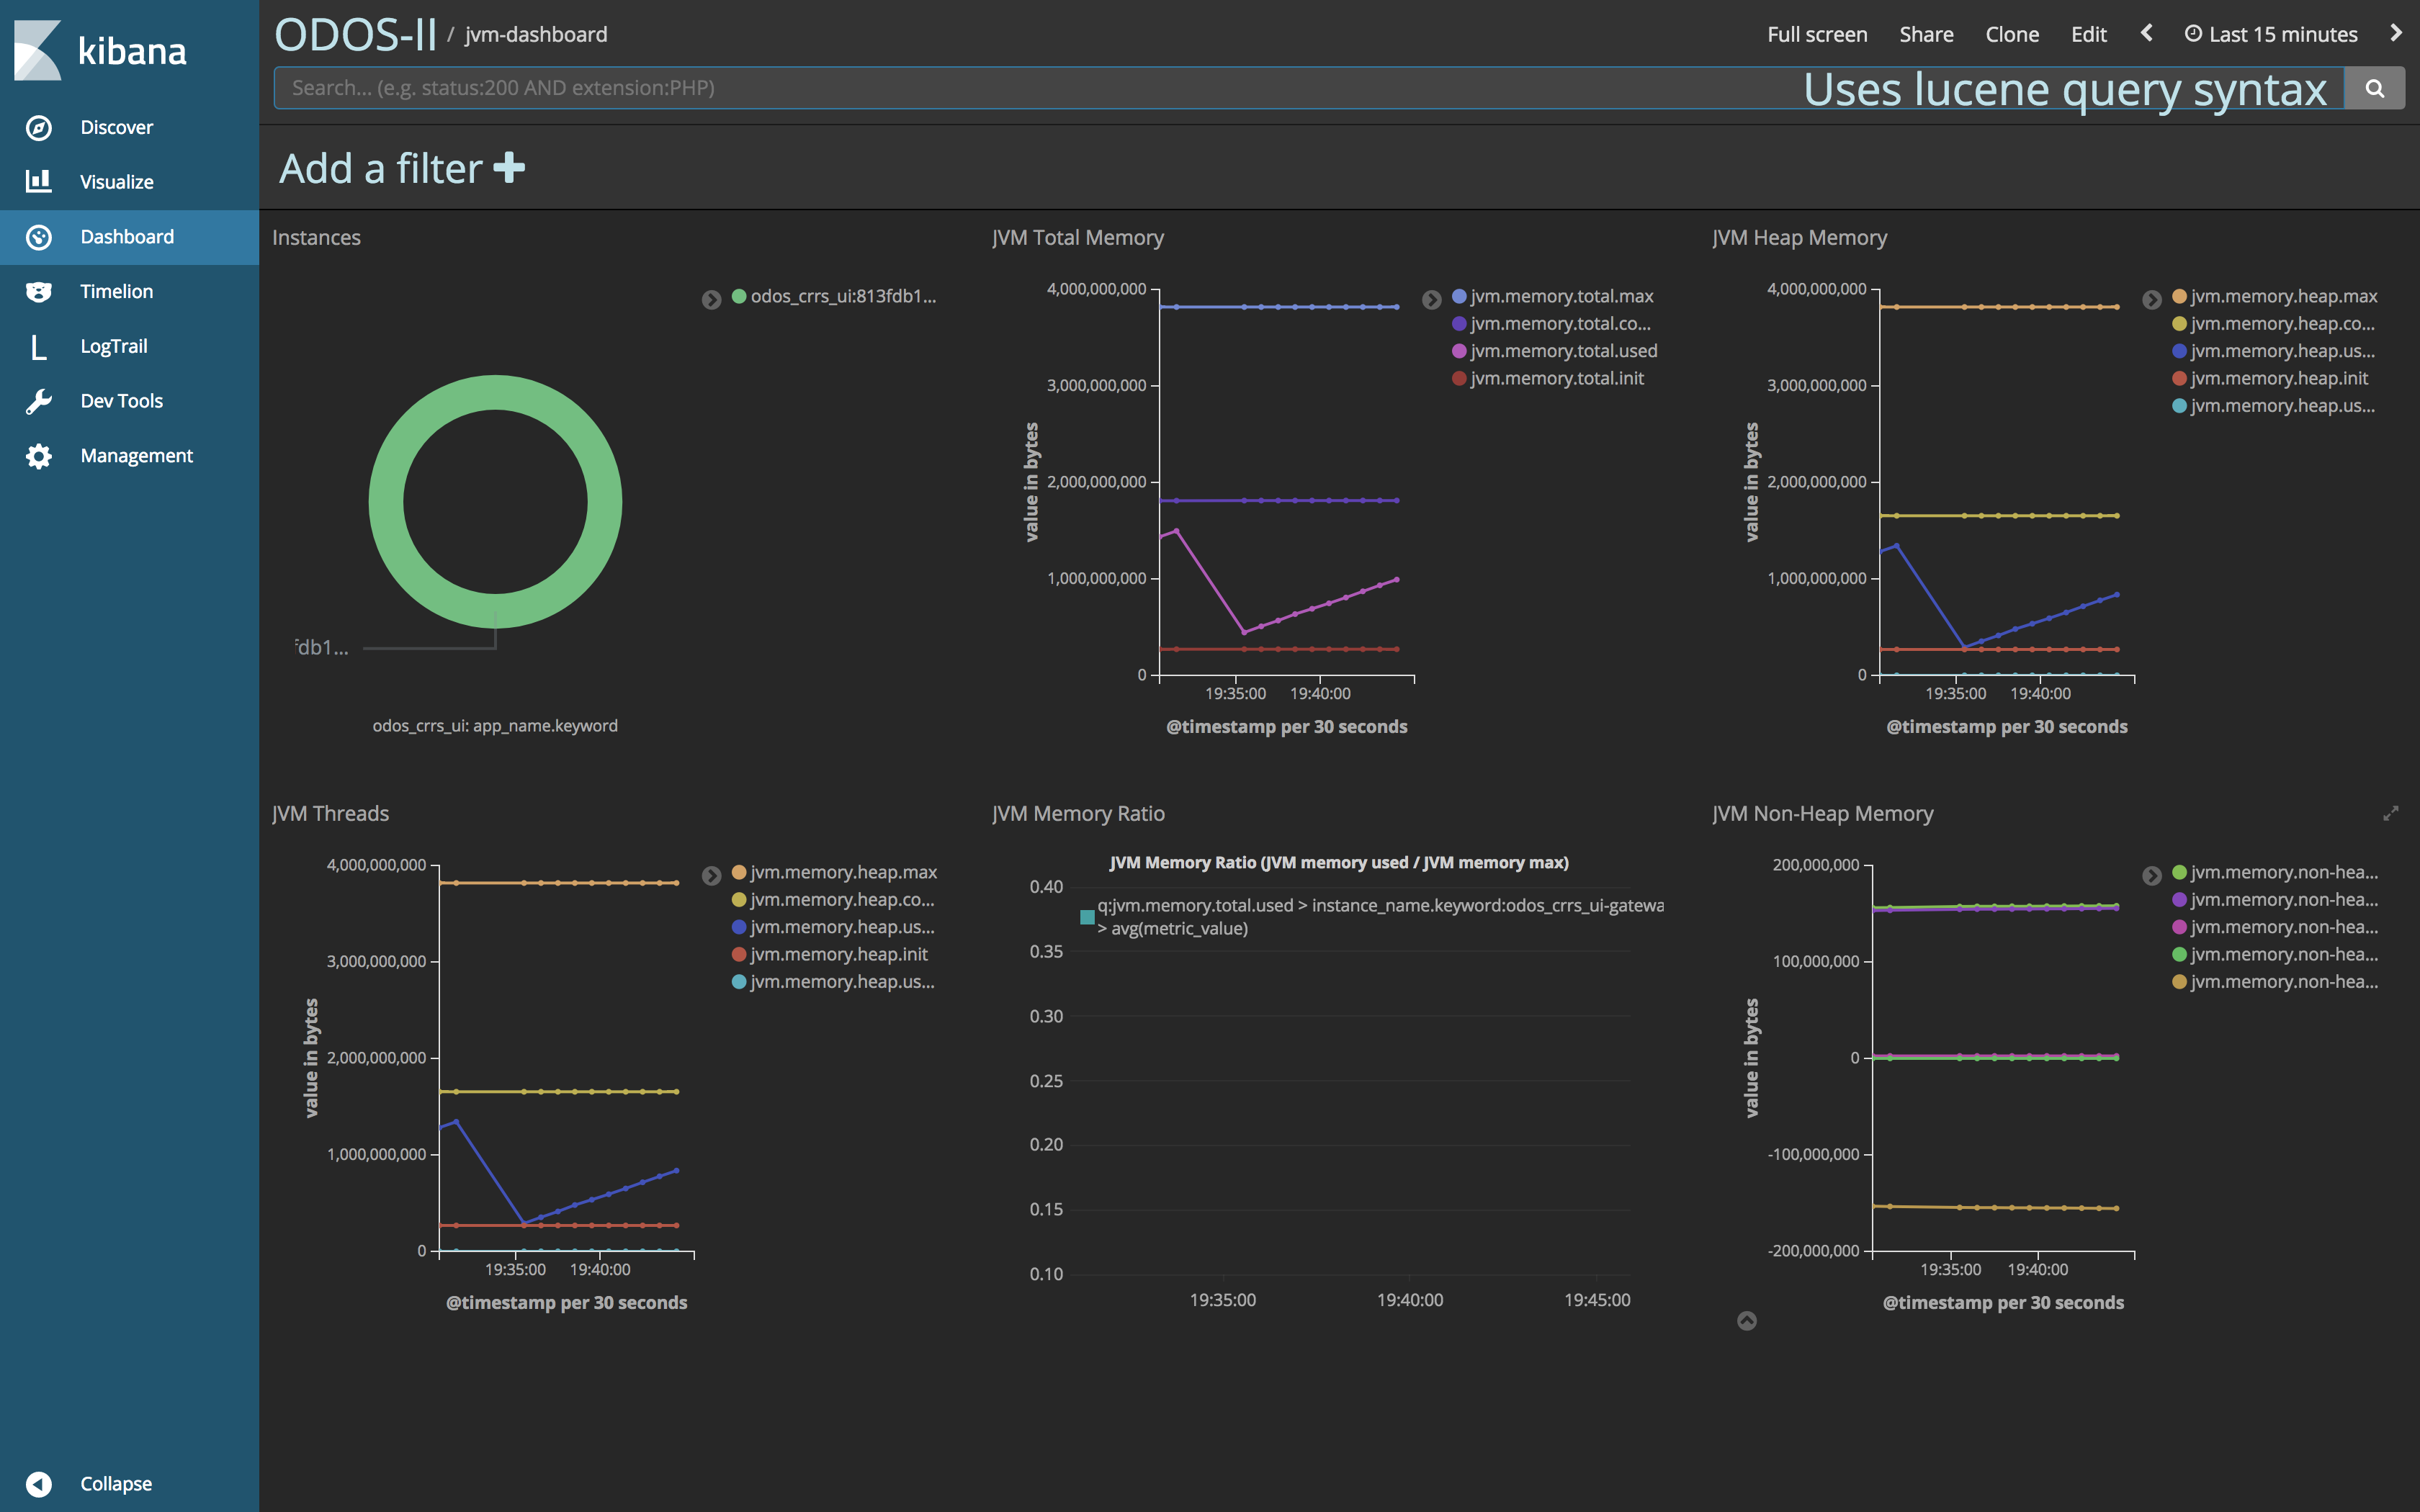 kibana
Discover
Visualize
Dashboard
Timelion
LogTrail
Dev Tools
Management
Collapse
ODOS-II / jvm-dashboard
Full screen Share Clone Edit Last 15 minutes
Search... (e.g. status:200 AND extension:PHP) Uses lucene query syntax
Add a filter
Instances
odos_crrs_ui:813fdb1...
fdb1...
odos_crrs_ui: app_name.keyword
JVM Total Memory
value in bytes
4,000,000,000
3,000,000,000
2,000,000,000
1,000,000,000
0
19:35:00 19:40:00
@timestamp per 30 seconds
jvm.memory.total.max
jvm.memory.total.co...
jvm.memory.total.used
jvm.memory.total.init
JVM Heap Memory
value in bytes
4,000,000,000
3,000,000,000
2,000,000,000
1,000,000,000
0
19:35:00 19:40:00
@timestamp per 30 seconds
jvm.memory.heap.max
jvm.memory.heap.co...
jvm.memory.heap.us...
jvm.memory.heap.init
jvm.memory.heap.us...
JVM Threads
value in bytes
4,000,000,000
3,000,000,000
2,000,000,000
1,000,000,000
0
19:35:00 19:40:00
@timestamp per 30 seconds
jvm.memory.heap.max
jvm.memory.heap.co...
jvm.memory.heap.us...
jvm.memory.heap.init
jvm.memory.heap.us...
JVM Memory Ratio
JVM Memory Ratio (JVM memory used / JVM memory max)
q:jvm.memory.total.used > instance_name.keyword:odos_crrs_ui-gatewa
> avg(metric_value)
0.40
0.35
0.30
0.25
0.20
0.15
0.10
19:35:00 19:40:00 19:45:00
JVM Non-Heap Memory
value in bytes
200,000,000
100,000,000
0
-100,000,000
-200,000,000
19:35:00 19:40:00
@timestamp per 30 seconds
jvm.memory.non-hea...
jvm.memory.non-hea...
jvm.memory.non-hea...
jvm.memory.non-hea...
jvm.memory.non-hea...